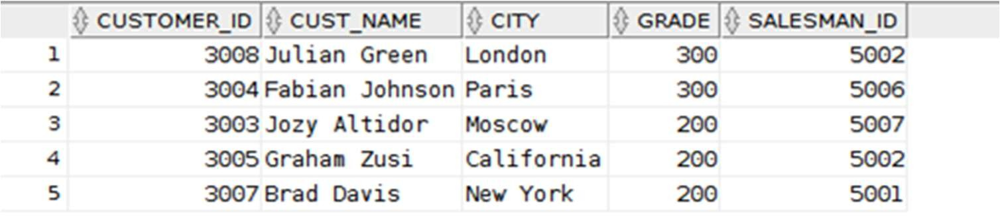 CUSTOMER_ID CUST_NAME CITY GRADE SALESMAN_ID
1 3008 Julian Green London 300 5002
2 3004 Fabian Johnson Paris 300 5006
3 3003 Jozy Altidor Moscow 200 5007
4 3005 Graham Zusi California 200 5002
5 3007 Brad Davis New York 200 5001